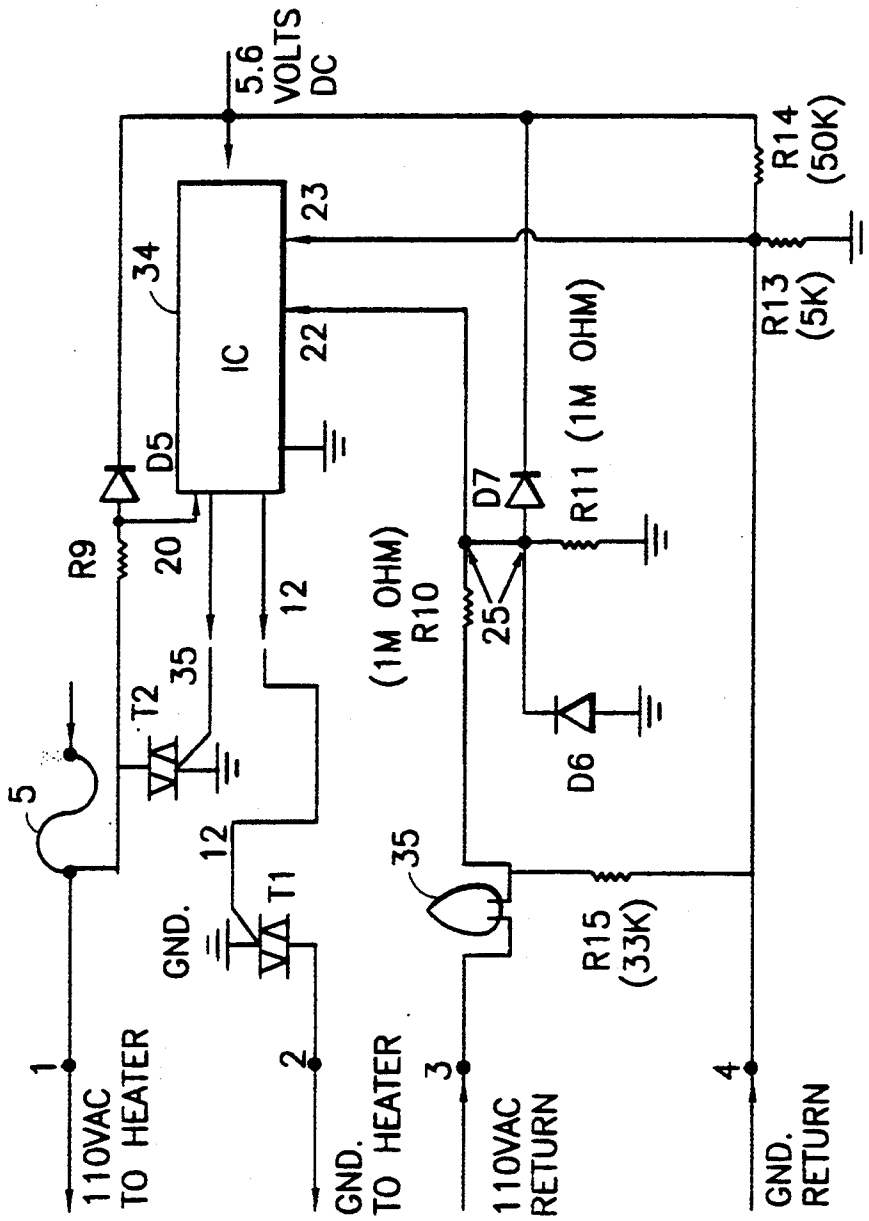 1
110VAC
TO HEATER
5
T2
R9
20
D5
34
IC
5.6
VOLTS
DC
23
22
35
12
12
GND.
T1
2
GND.
TO HEATER
3
110VAC
RETURN
35
(1M OHM)
R10
25
D7
R11 (1M OHM)
D6
R15
(33K)
4
GND.
RETURN
R13
(5K)
R14
(50K)